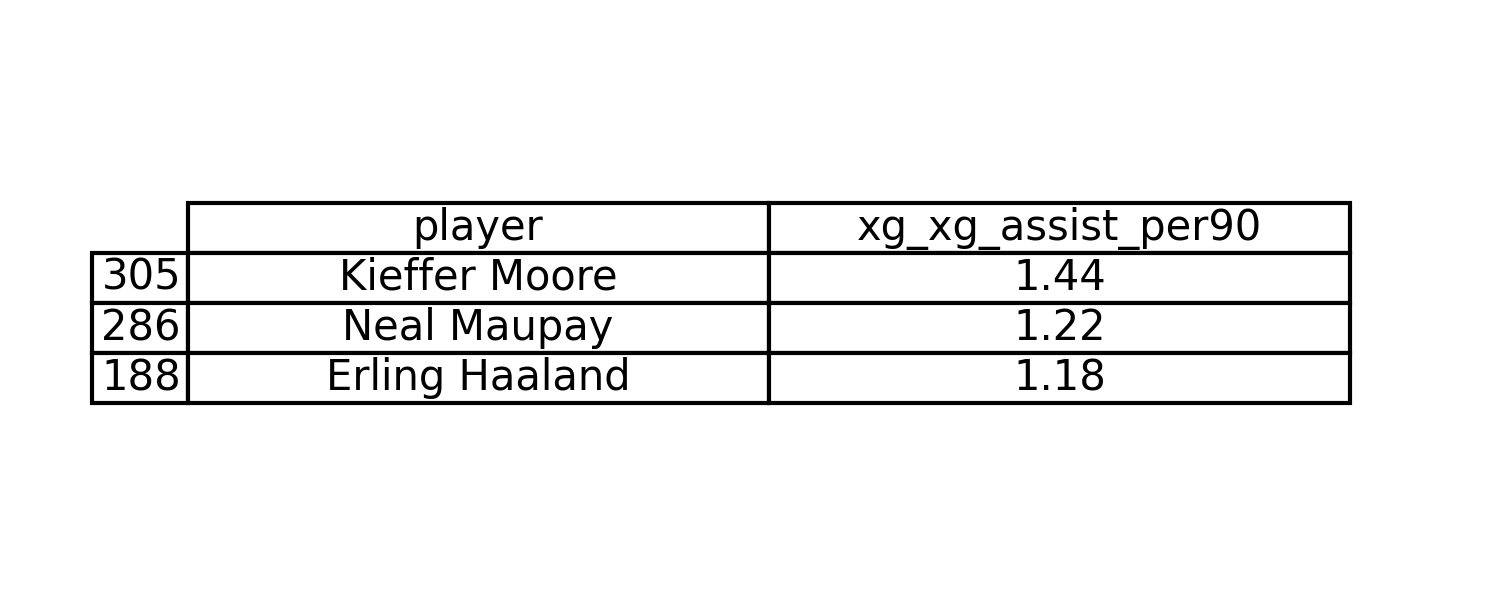 player xg_xg_assist_per90
305 Kieffer Moore 1.44
286 Neal Maupay 1.22
188 Erling Haaland 1.18